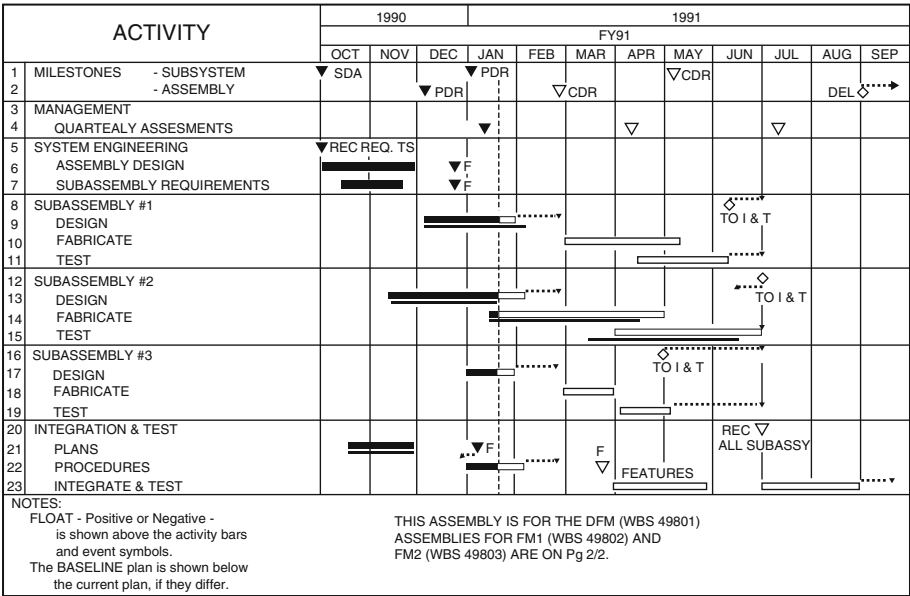 ACTIVITY
1990 1991
FY91
OCT NOV DEC JAN FEB MAR APR MAY JUN JUL AUG SEP
1 MILESTONES - SUBSYSTEM SDA PDR CDR
2 - ASSEMBLY PDR CDR DEL
3 MANAGEMENT
4 QUARTEALY ASSESMENTS
5 SYSTEM ENGINEERING REC REQ. TS
6 ASSEMBLY DESIGN F
7 SUBASSEMBLY REQUIREMENTS F
8 SUBASSEMBLY #1
TO I & T
9 DESIGN
10 FABRICATE
11 TEST
12 SUBASSEMBLY #2
13 DESIGN TO I & T
14 FABRICATE
15 TEST
16 SUBASSEMBLY #3
TO I & T
17 DESIGN
18 FABRICATE
19 TEST
20 INTEGRATION & TEST REC
21 PLANS F F ALL SUBASSY
22 PROCEDURES FEATURES
23 INTEGRATE & TEST
NOTES:
FLOAT - Positive or Negative -
is shown above the activity bars
and event symbols.
The BASELINE plan is shown below
the current plan, if they differ.
THIS ASSEMBLY IS FOR THE DFM (WBS 49801)
ASSEMBLIES FOR FM1 (WBS 49802) AND
FM2 (WBS 49803) ARE ON Pg 2/2.